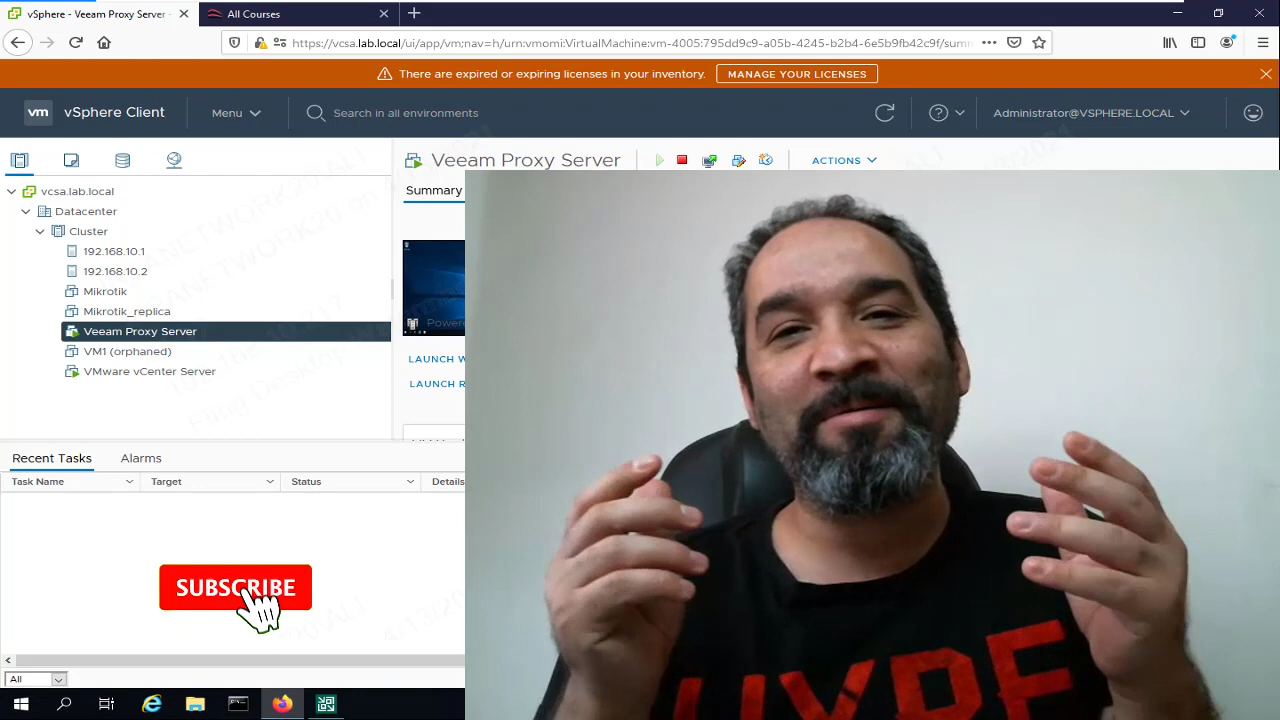 vSphere - Veeam Proxy Server -
All Courses
https://vcsa.lab.local/ui/app/vm;nav=h/urn:vmomi:VirtualMachine:vm-4005:795dd9c9-a05b-4245-b2b4-6e5b9fb42c9f/summ
There are expired or expiring licenses in your inventory. MANAGE YOUR LICENSES
vm vSphere Client Menu Search in all environments Administrator@VSPHERE.LOCAL
Veeam Proxy Server ACTIONS
Summary
vcsa.lab.local
Datacenter
Cluster
192.168.10.1
192.168.10.2
Mikrotik
Mikrotik_replica
Veeam Proxy Server
VM1 (orphaned)
VMware vCenter Server
Powere
LAUNCH W
LAUNCH R
Recent Tasks Alarms
Task Name Target Status Details
SUBSCRIBE
All
HYPE